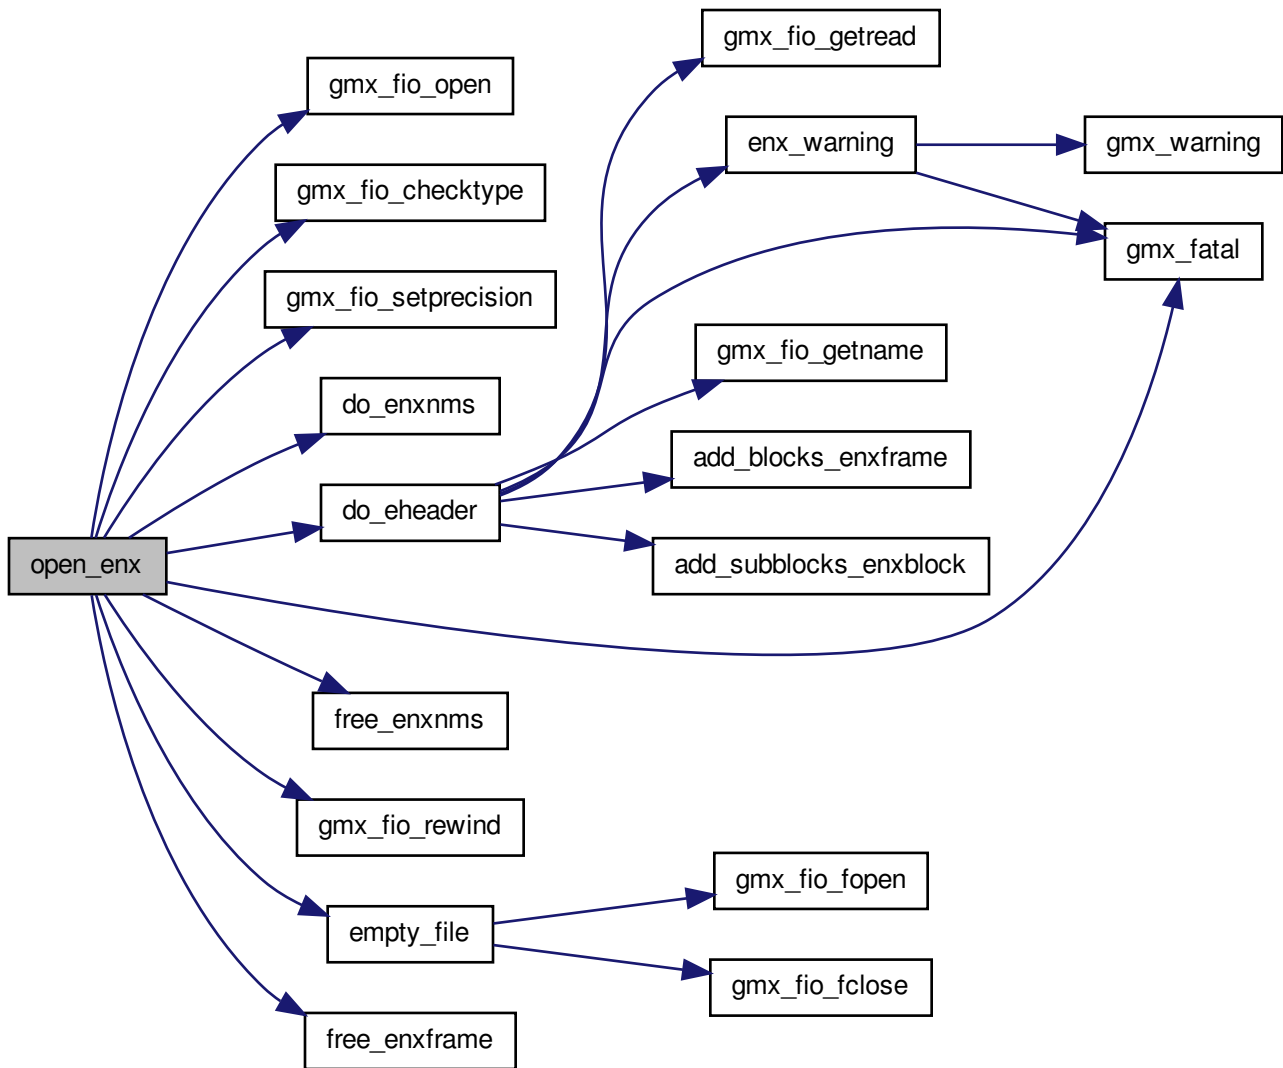 gmx_fio_getread
gmx_fio_open
enx_warning
gmx_warning
gmx_fio_checktype
gmx_fatal
gmx_fio_setprecision
gmx_fio_getname
do_enxnms
add_blocks_enxframe
do_eheader
open_enx
add_subblocks_enxblock
free_enxnms
gmx_fio_rewind
gmx_fio_fopen
empty_file
gmx_fio_fclose
free_enxframe